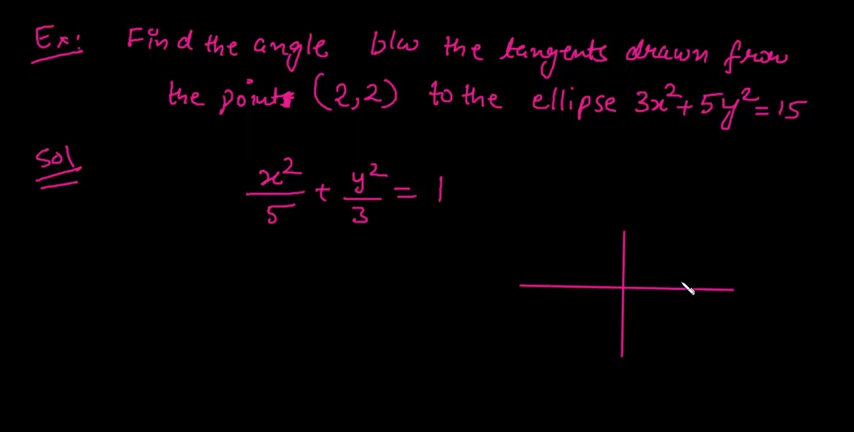 Ex: Find the angle b/w the tangents drawn from
the point (2,2) to the ellipse 3x²+5y²=15
Sol
x²/5 + y²/3 = 1